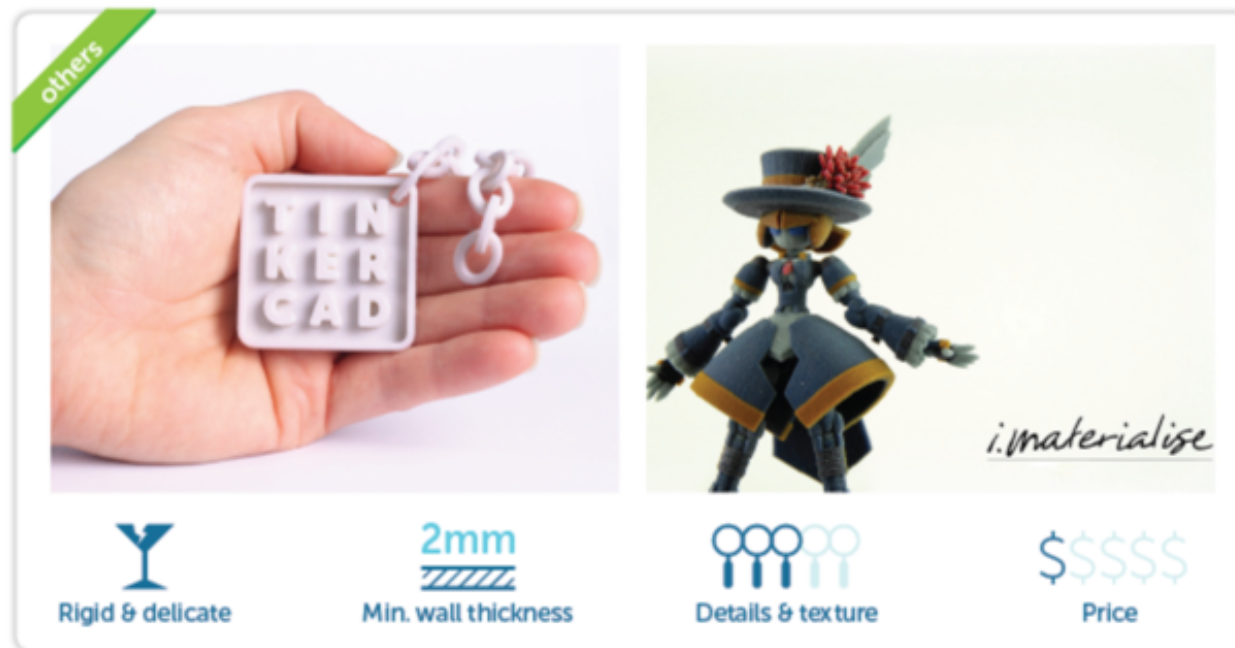 others
TIN
KER
CAD
i.materialise
2mm
Rigid & delicate
Min. wall thickness
Details & texture
Price
$$$$$